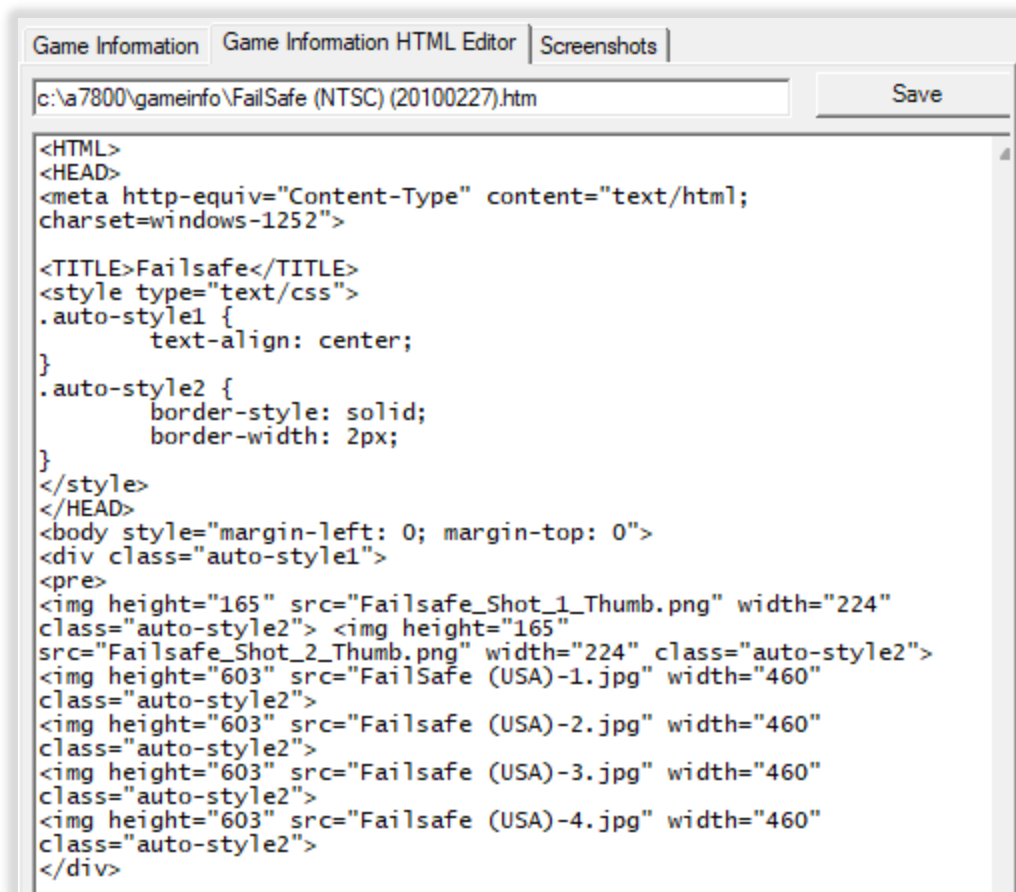 Game Information Game Information HTML Editor Screenshots
c:\a7800\gameinfo\FailSafe (NTSC) (20100227).htm Save
<HTML>
<HEAD>
<meta http-equiv="Content-Type" content="text/html;
charset=windows-1252">

<TITLE>Failsafe</TITLE>
<style type="text/css">
.auto-style1 {
        text-align: center;
}
.auto-style2 {
        border-style: solid;
        border-width: 2px;
}
</style>
</HEAD>
<body style="margin-left: 0; margin-top: 0">
<div class="auto-style1">
<pre>
<img height="165" src="Failsafe_Shot_1_Thumb.png" width="224"
class="auto-style2"> <img height="165"
src="Failsafe_Shot_2_Thumb.png" width="224" class="auto-style2">
<img height="603" src="FailSafe (USA)-1.jpg" width="460"
class="auto-style2">
<img height="603" src="Failsafe (USA)-2.jpg" width="460"
class="auto-style2">
<img height="603" src="Failsafe (USA)-3.jpg" width="460"
class="auto-style2">
<img height="603" src="Failsafe (USA)-4.jpg" width="460"
class="auto-style2">
</div>